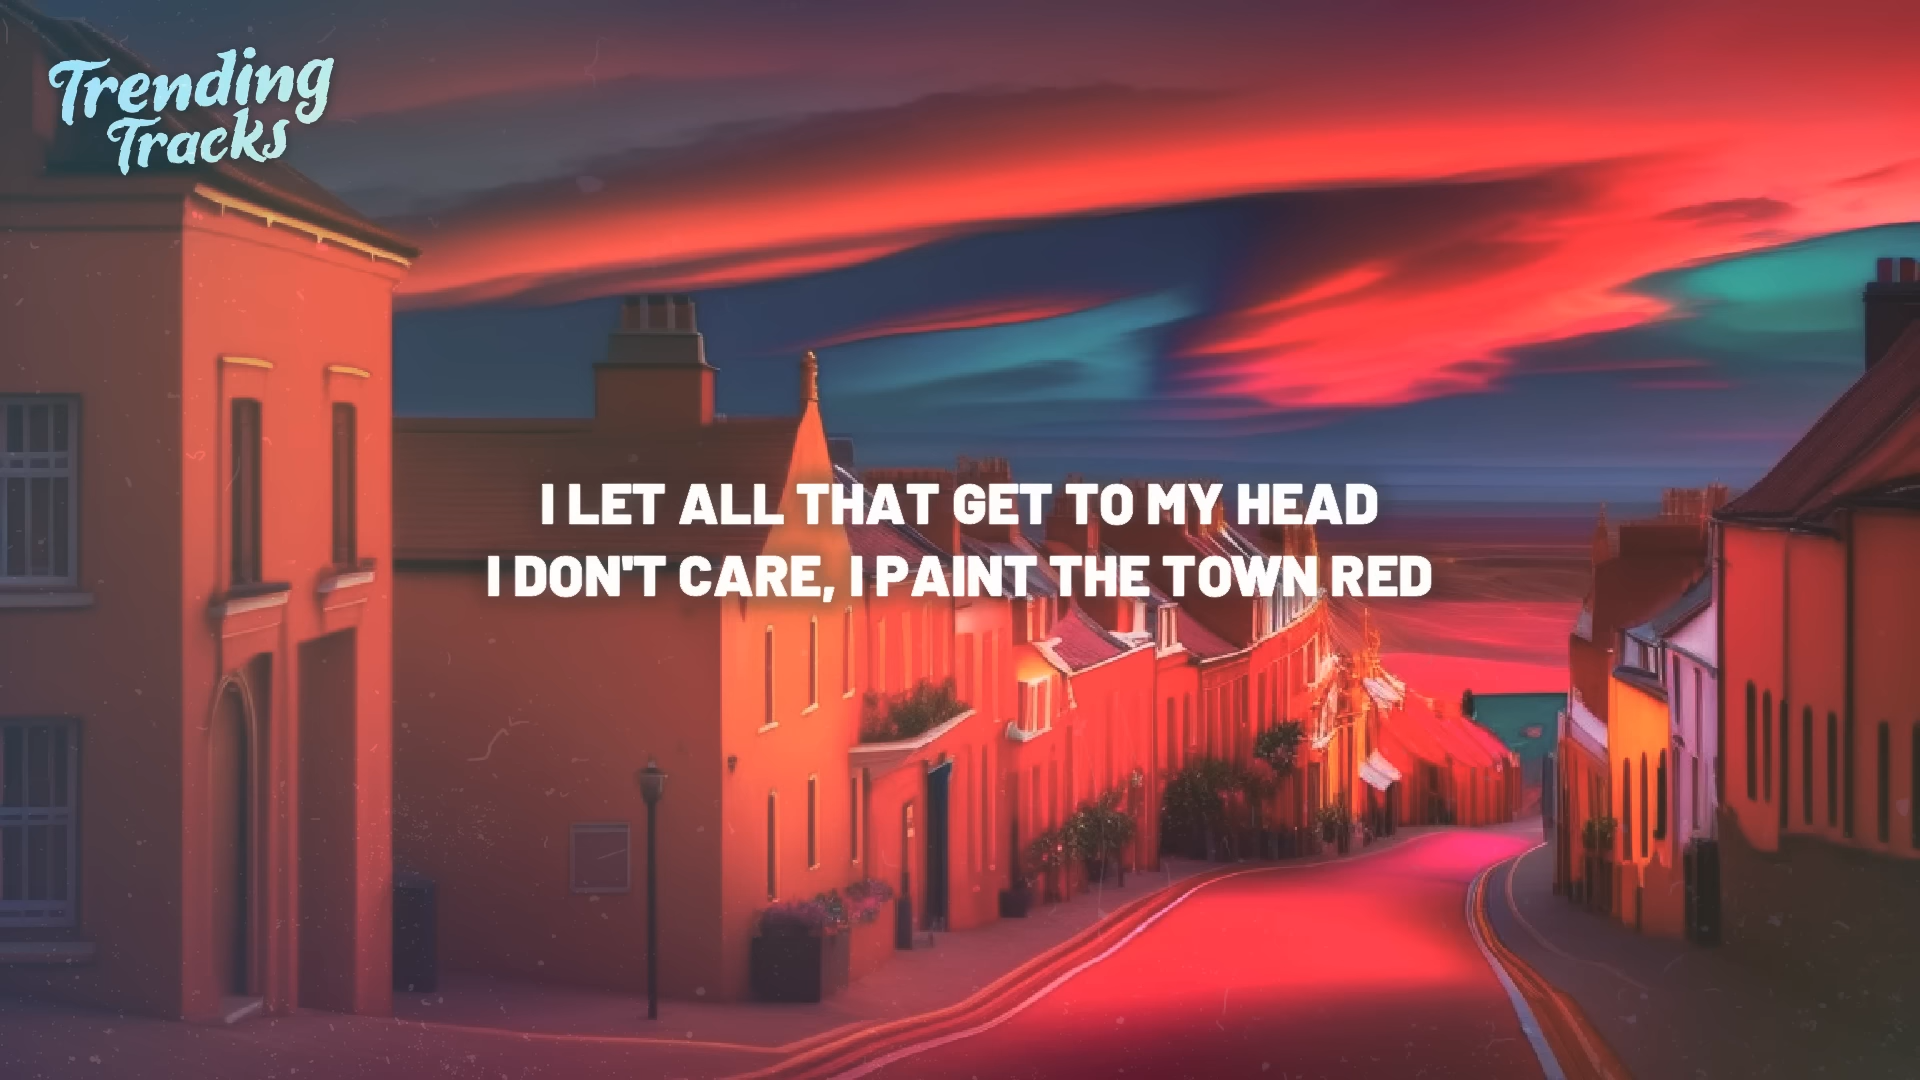 Trending
Tracks
I LET ALL THAT GET TO MY HEAD
I DON'T CARE, I PAINT THE TOWN RED